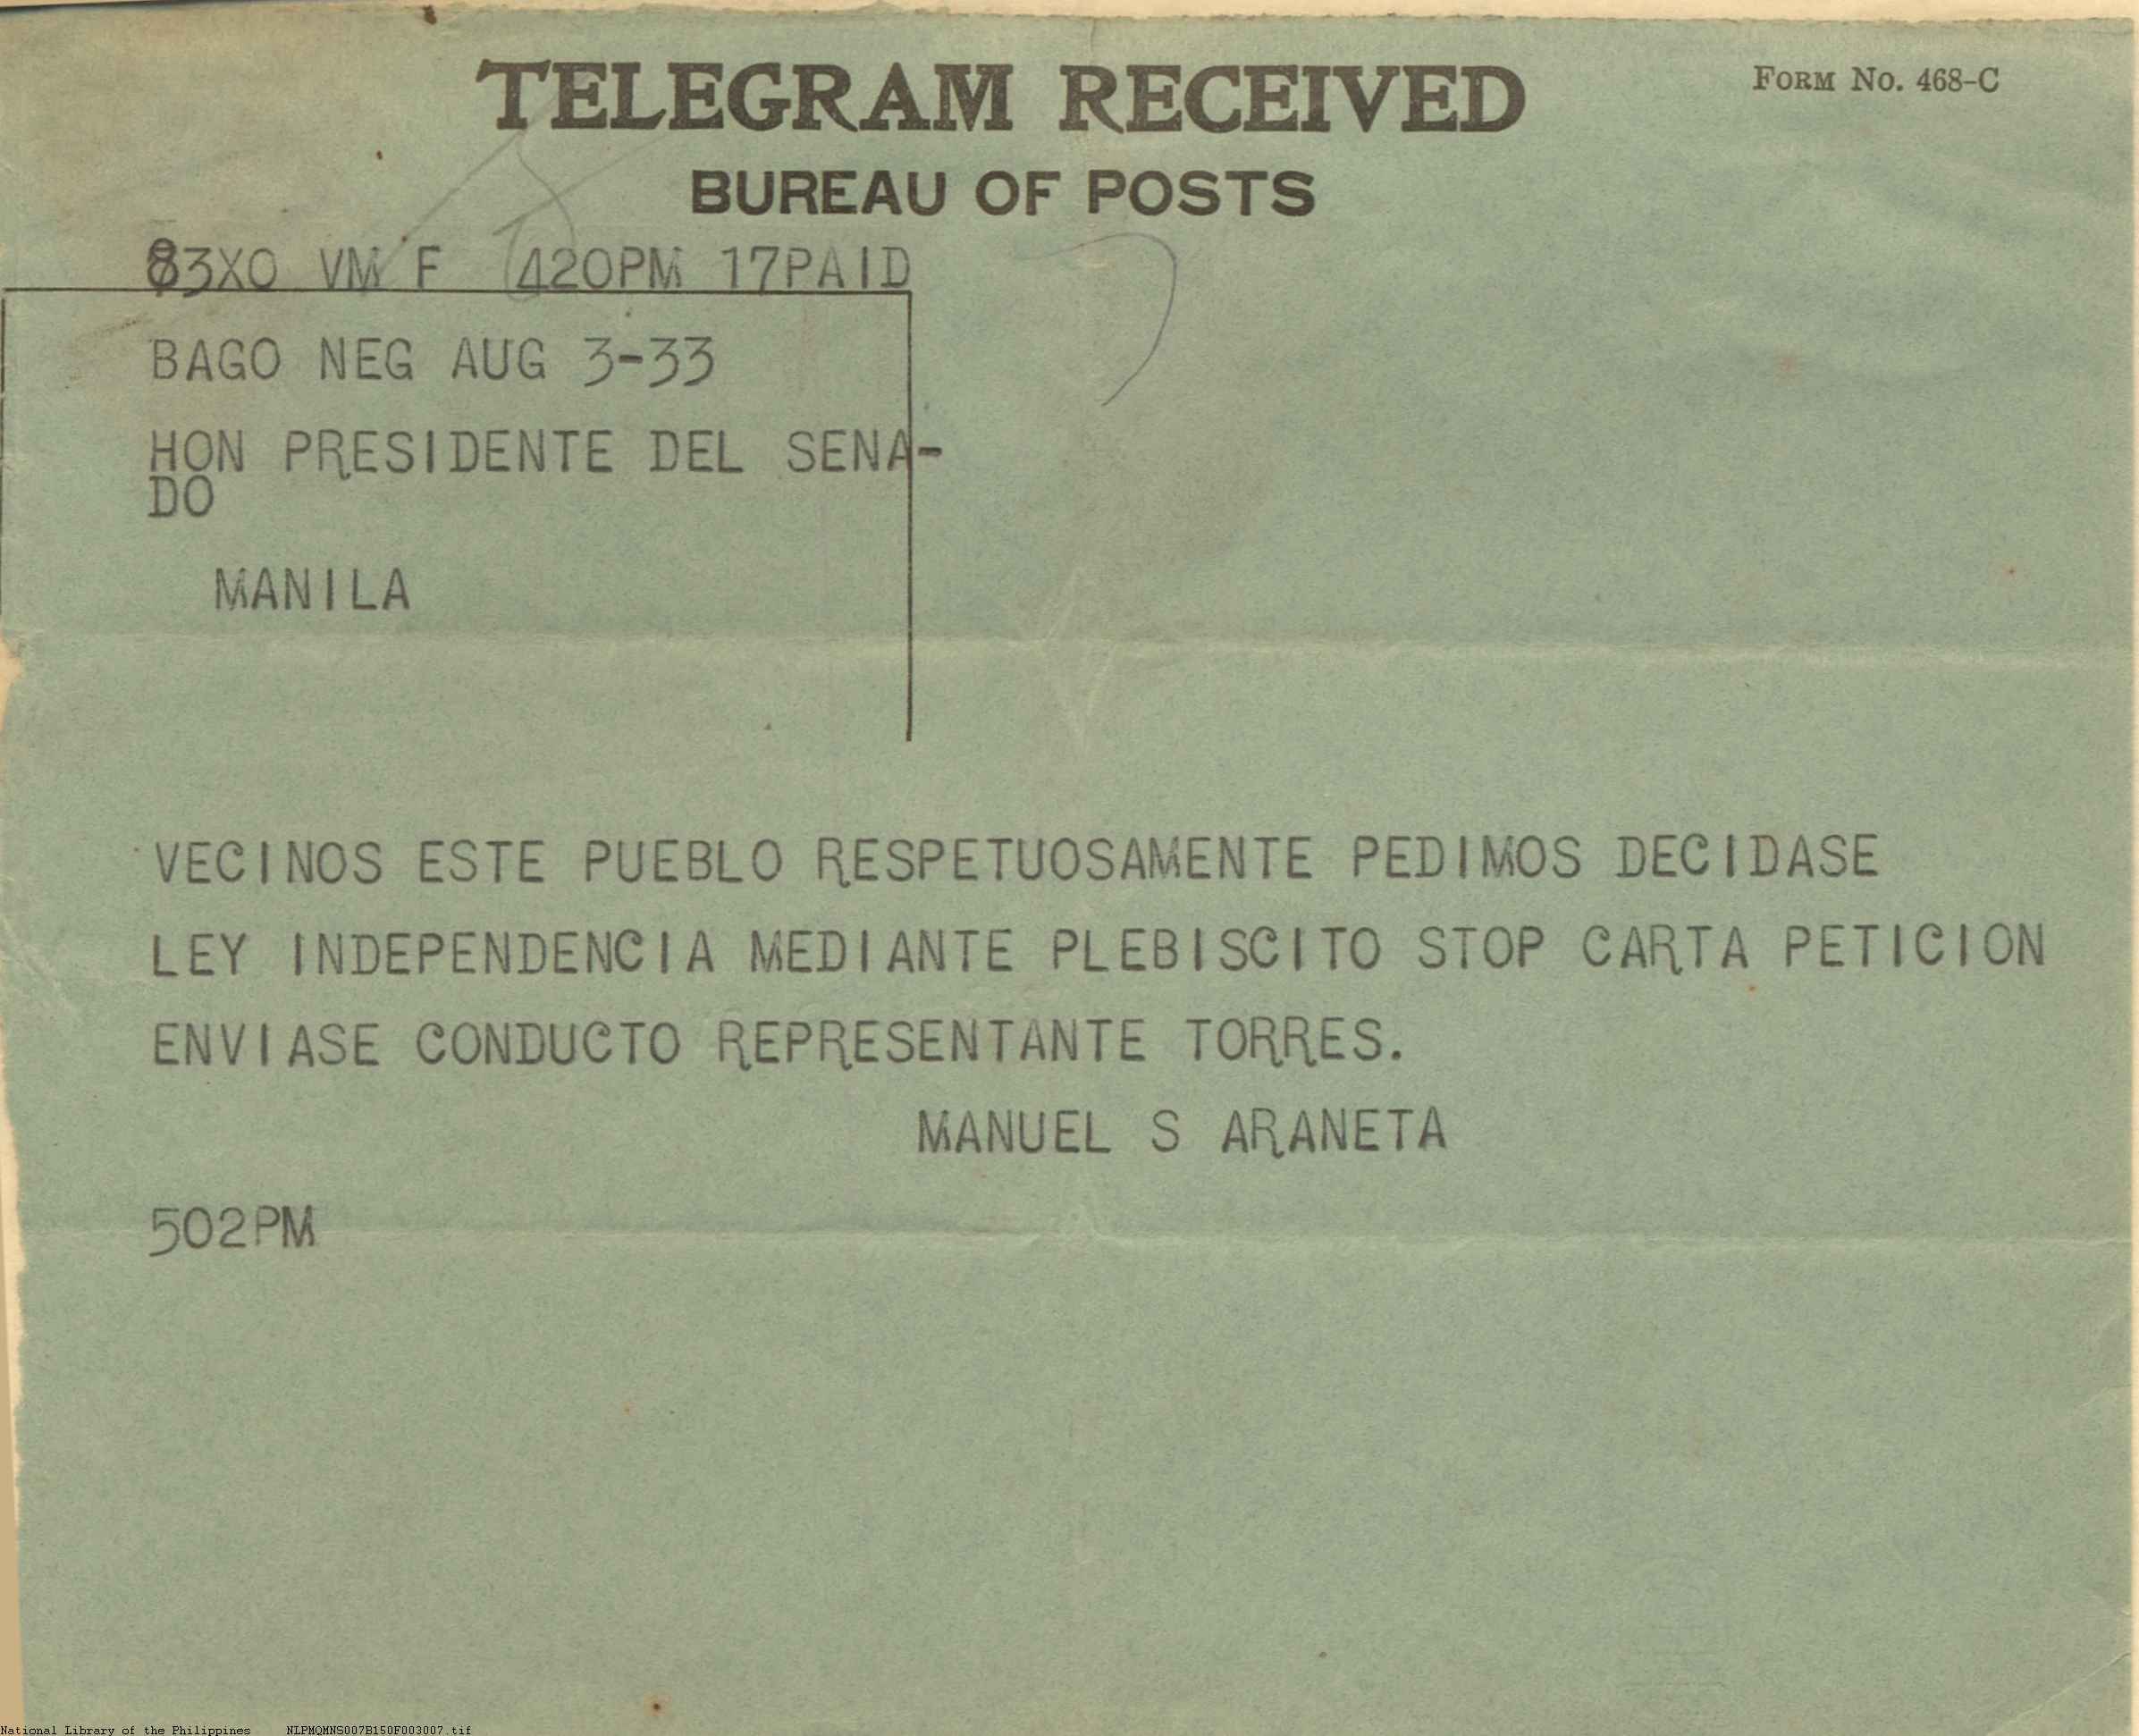 TELEGRAM RECEIVED
FORM No. 468-C
BUREAU OF POSTS
83XO VM F 420PM 17PAID
BAGO NEG AUG 3-33
HON PRESIDENTE DEL SENA-
DO
MANILA
VECINOS ESTE PUEBLO RESPETUOSAMENTE PEDIMOS DECIDASE
LEY INDEPENDENCIA MEDIANTE PLEBISCITO STOP CARTA PETICION
ENVIASE CONDUCTO REPRESENTANTE TORRES.
MANUEL S ARANETA
502PM
National Library of the Philippines NLPMQMNS007B150F003007.tif